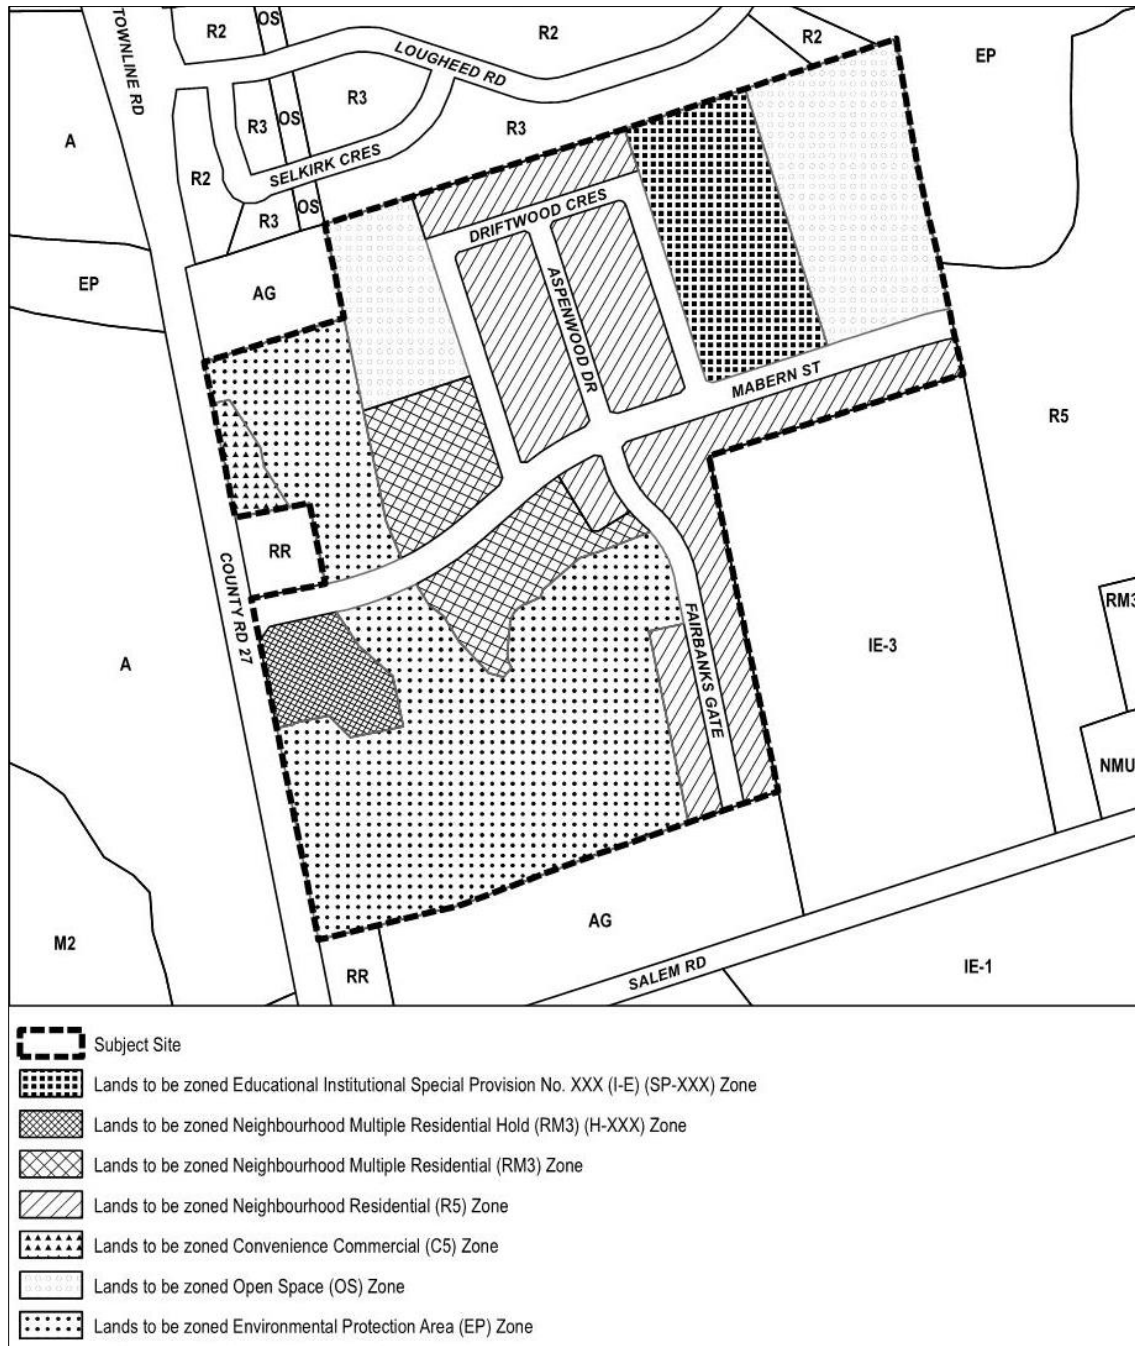 TOWNLINE RD
R2
OS
R2
R2
EP
LOUGHEED RD
A
R3
R3
OS
R3
R2
SELKIRK CRES
R3
OS
DRIFTWOOD CRES
EP
AG
ASPENWOOD DR
MABERN ST
R5
RR
COUNTY RD 27
RM3
FAIRBANKS GATE
IE-3
A
NMU
AG
M2
RR
SALEM RD
IE-1
Subject Site
Lands to be zoned Educational Institutional Special Provision No. XXX (I-E) (SP-XXX) Zone
Lands to be zoned Neighbourhood Multiple Residential Hold (RM3) (H-XXX) Zone
Lands to be zoned Neighbourhood Multiple Residential (RM3) Zone
Lands to be zoned Neighbourhood Residential (R5) Zone
Lands to be zoned Convenience Commercial (C5) Zone
Lands to be zoned Open Space (OS) Zone
Lands to be zoned Environmental Protection Area (EP) Zone